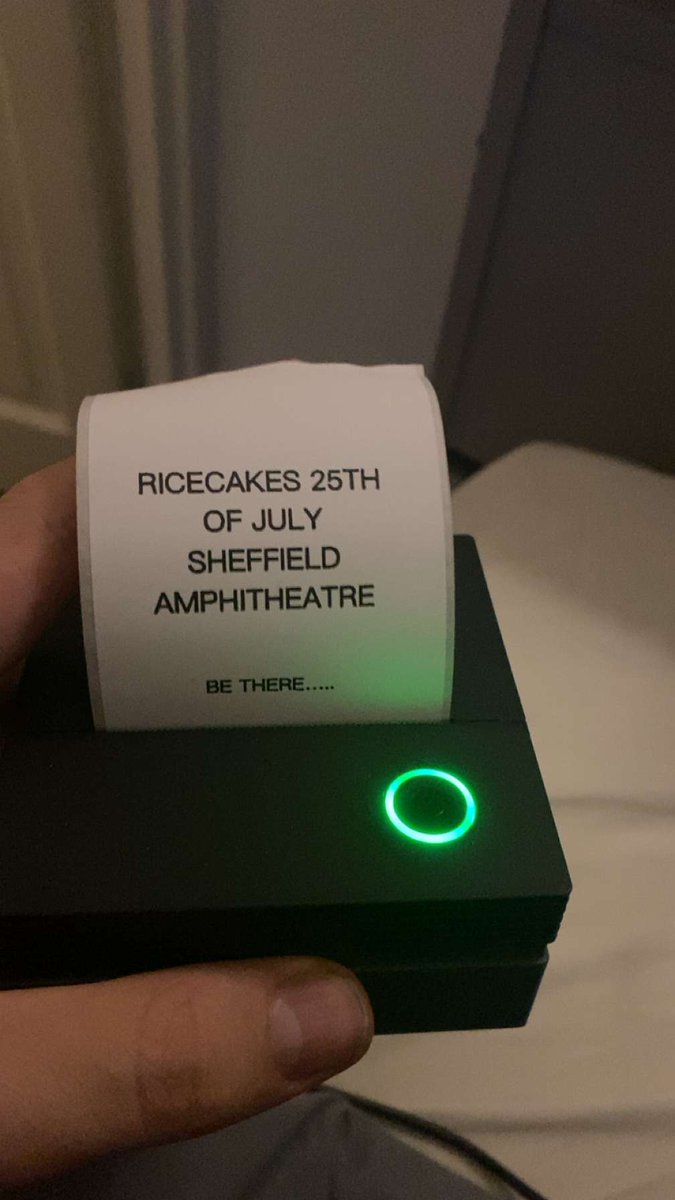 RICECAKES 25TH
OF JULY
SHEFFIELD
AMPHITHEATRE
BE THERE.....